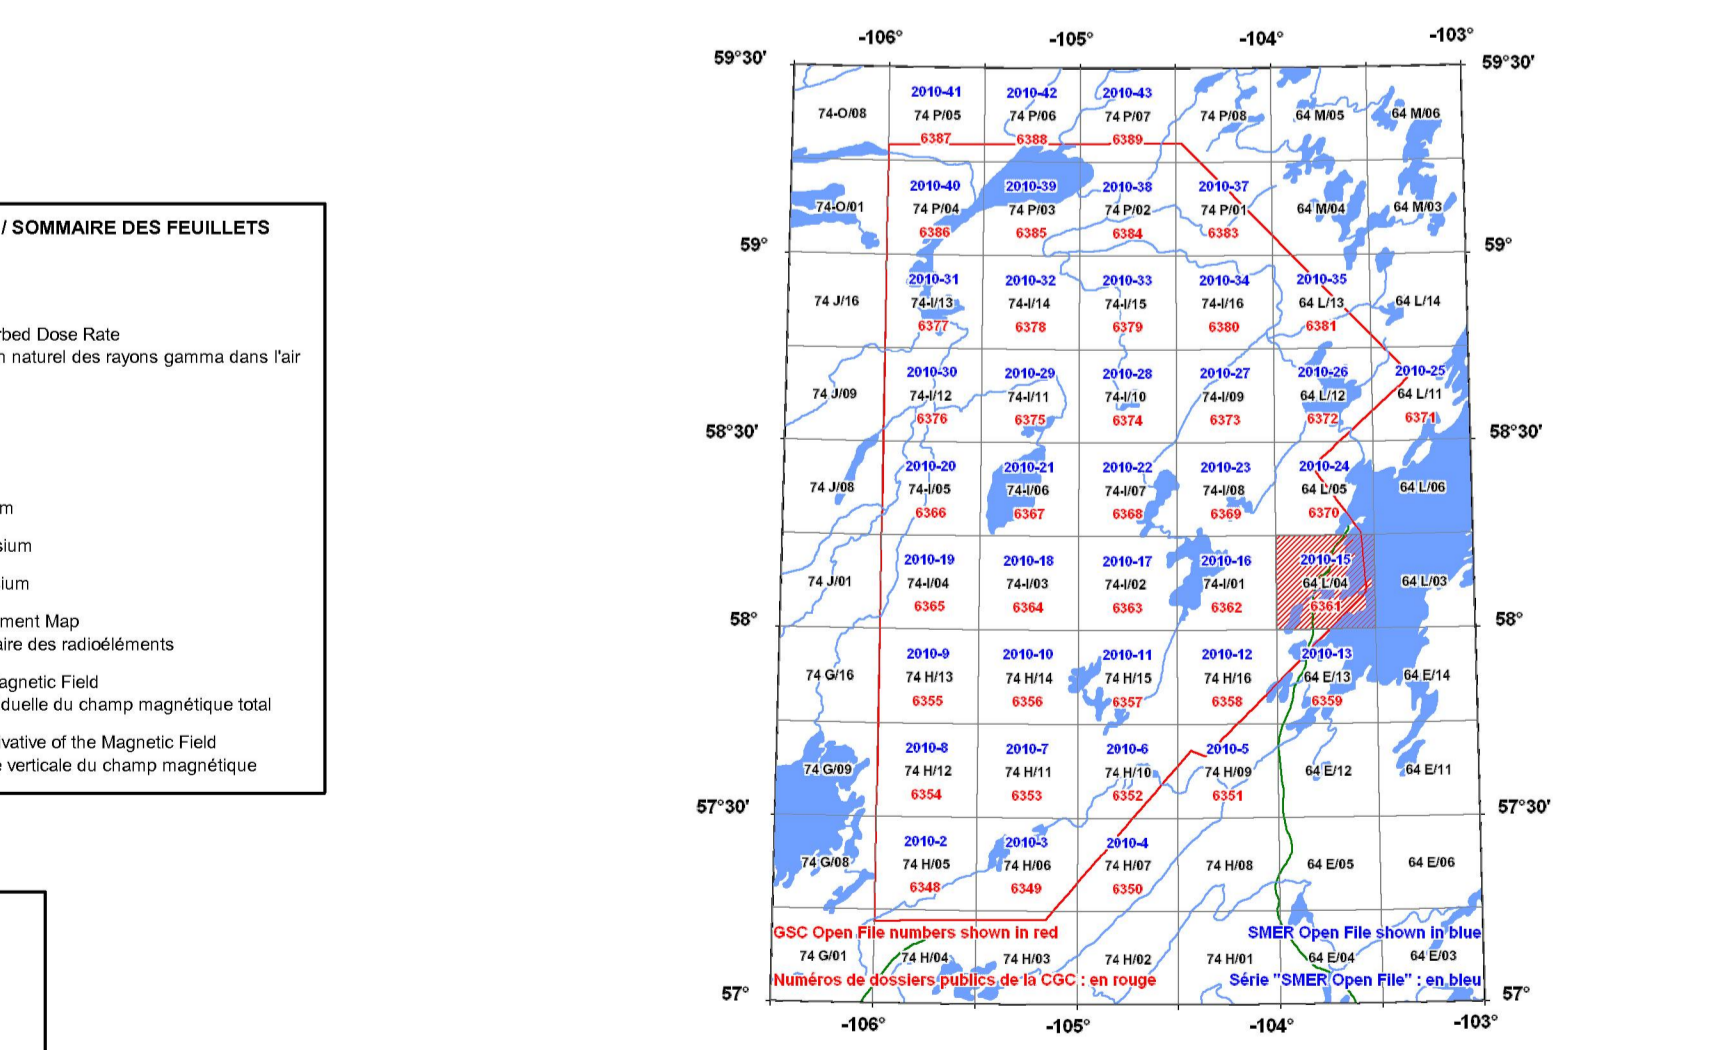 / SOMMAIRE DES FEUILLETS
rbed Dose Rate
n naturel des rayons gamma dans l'air
m
sium
ium
ment Map
aire des radioéléments
agnetic Field
duelle du champ magnétique total
ivative of the Magnetic Field
e verticale du champ magnétique
-106° -105° -104° -103°
59°30' 59°30'
2010-41 2010-42 2010-43
74-O/08 74 P/05 74 P/06 74 P/07 74 P/08 64 M/05 64 M/06
6387 6388 6389
2010-40 2010-39 2010-38 2010-37
74-O/01 74 P/04 74 P/03 74 P/02 74 P/01 64 M/04 64 M/03
6386 6385 6384 6383
59° 59°
2010-31 2010-32 2010-33 2010-34 2010-35
74 J/16 74-I/13 74-I/14 74-I/15 74-I/16 64 L/13 64 L/14
6377 6378 6379 6380 6381
2010-30 2010-29 2010-28 2010-27 2010-26 2010-25
74 J/09 74-I/12 74-I/11 74-I/10 74-I/09 64 L/12 64 L/11
6376 6375 6374 6373 6372 6371
58°30' 58°30'
2010-20 2010-21 2010-22 2010-23 2010-24
74 J/08 74-I/05 74-I/06 74-I/07 74-I/08 64 L/05 64 L/06
6366 6367 6368 6369 6370
2010-19 2010-18 2010-17 2010-16 2010-15
74 J/01 74-I/04 74-I/03 74-I/02 74-I/01 64 L/04 64 L/03
6365 6364 6363 6362 6361
58° 58°
2010-9 2010-10 2010-11 2010-12 2010-13
74 G/16 74 H/13 74 H/14 74 H/15 74 H/16 64 E/13 64 E/14
6355 6356 6357 6358 6359
2010-8 2010-7 2010-6 2010-5
74 G/09 74 H/12 74 H/11 74 H/10 74 H/09 64 E/12 64 E/11
6354 6353 6352 6351
57°30' 57°30'
2010-2 2010-3 2010-4
74 G/08 74 H/05 74 H/06 74 H/07 74 H/08 64 E/05 64 E/06
6348 6349 6350
GSC Open File numbers shown in red SMER Open File shown in blue
74 G/01 74 H/04 74 H/03 74 H/02 74 H/01 64 E/04 64 E/03
Numéros de dossiers publics de la CGC : en rouge Série "SMER Open File" : en bleu
57° 57°
-106° -105° -104° -103°